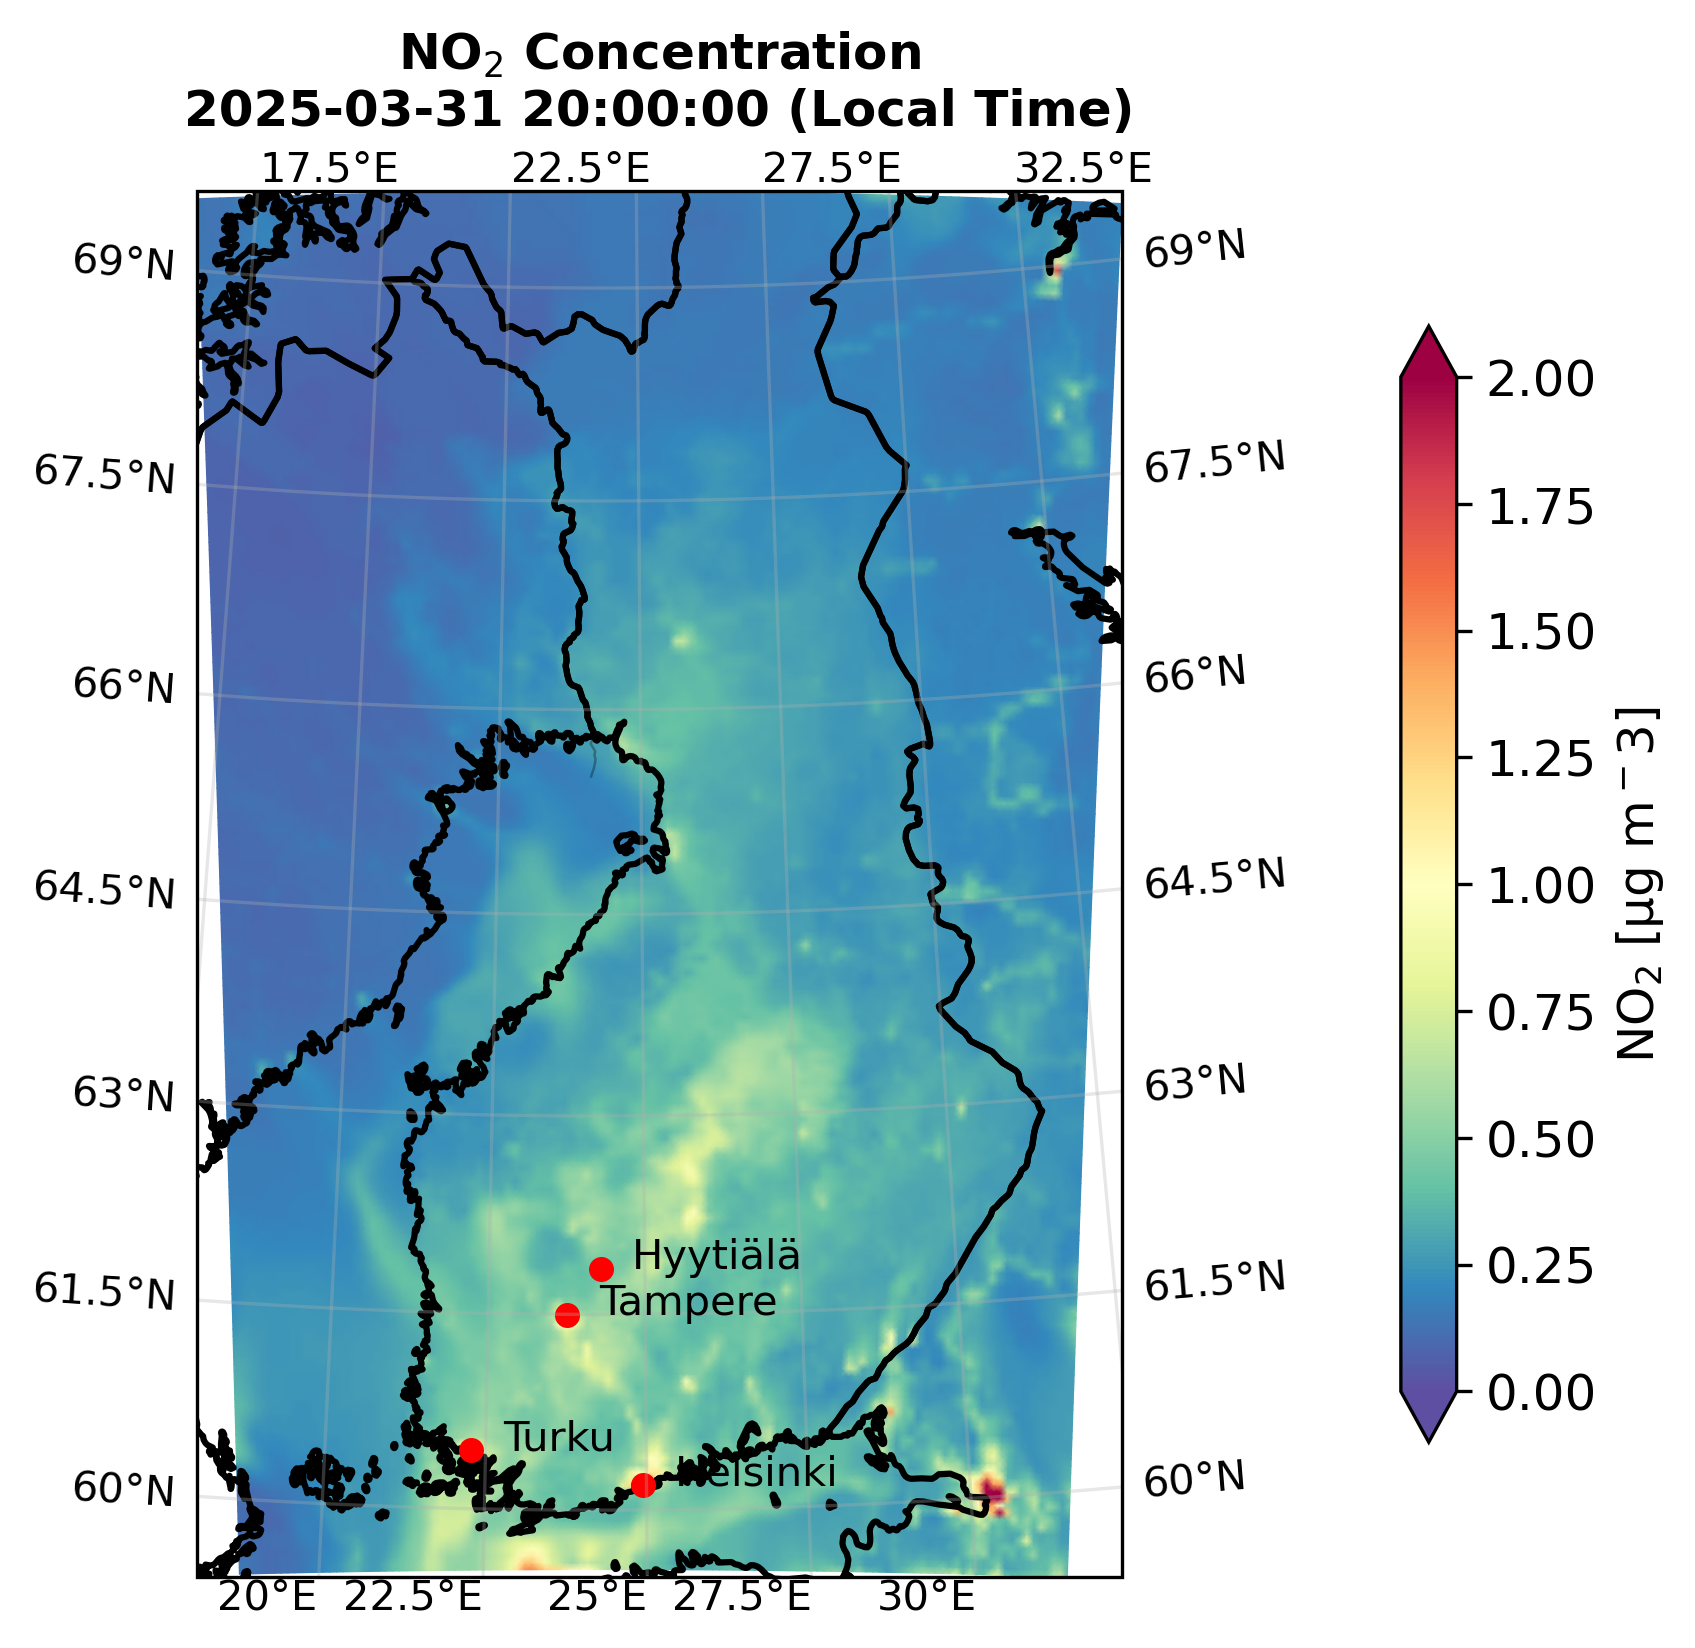 NO₂ Concentration
2025-03-31 20:00:00 (Local Time)
17.5°E 22.5°E 27.5°E 32.5°E
69°N 69°N
67.5°N 67.5°N
66°N 66°N
64.5°N 64.5°N
63°N 63°N
61.5°N 61.5°N
60°N 60°N
Hyytiälä
Tampere
Turku
Helsinki
20°E 22.5°E 25°E 27.5°E 30°E
2.00
1.75
1.50
1.25
1.00
0.75
0.50
0.25
0.00
NO₂ [µg m⁻3]